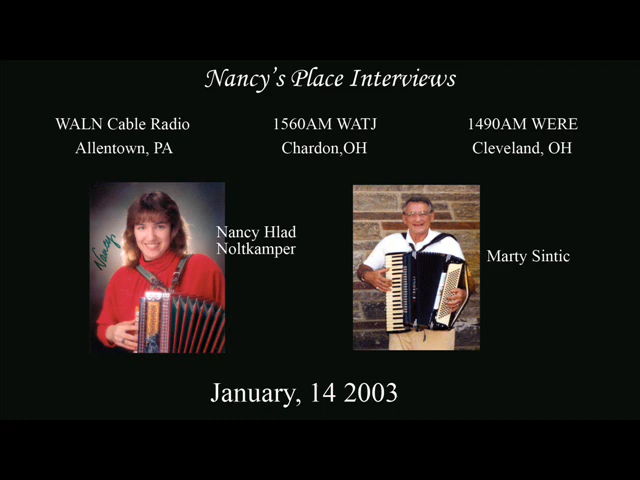 Nancy's Place Interviews
WALN Cable Radio
Allentown, PA
1560AM WATJ
Chardon,OH
1490AM WERE
Cleveland, OH
Nancy
Nancy Hlad
Noltkamper
Marty Sintic
January, 14 2003